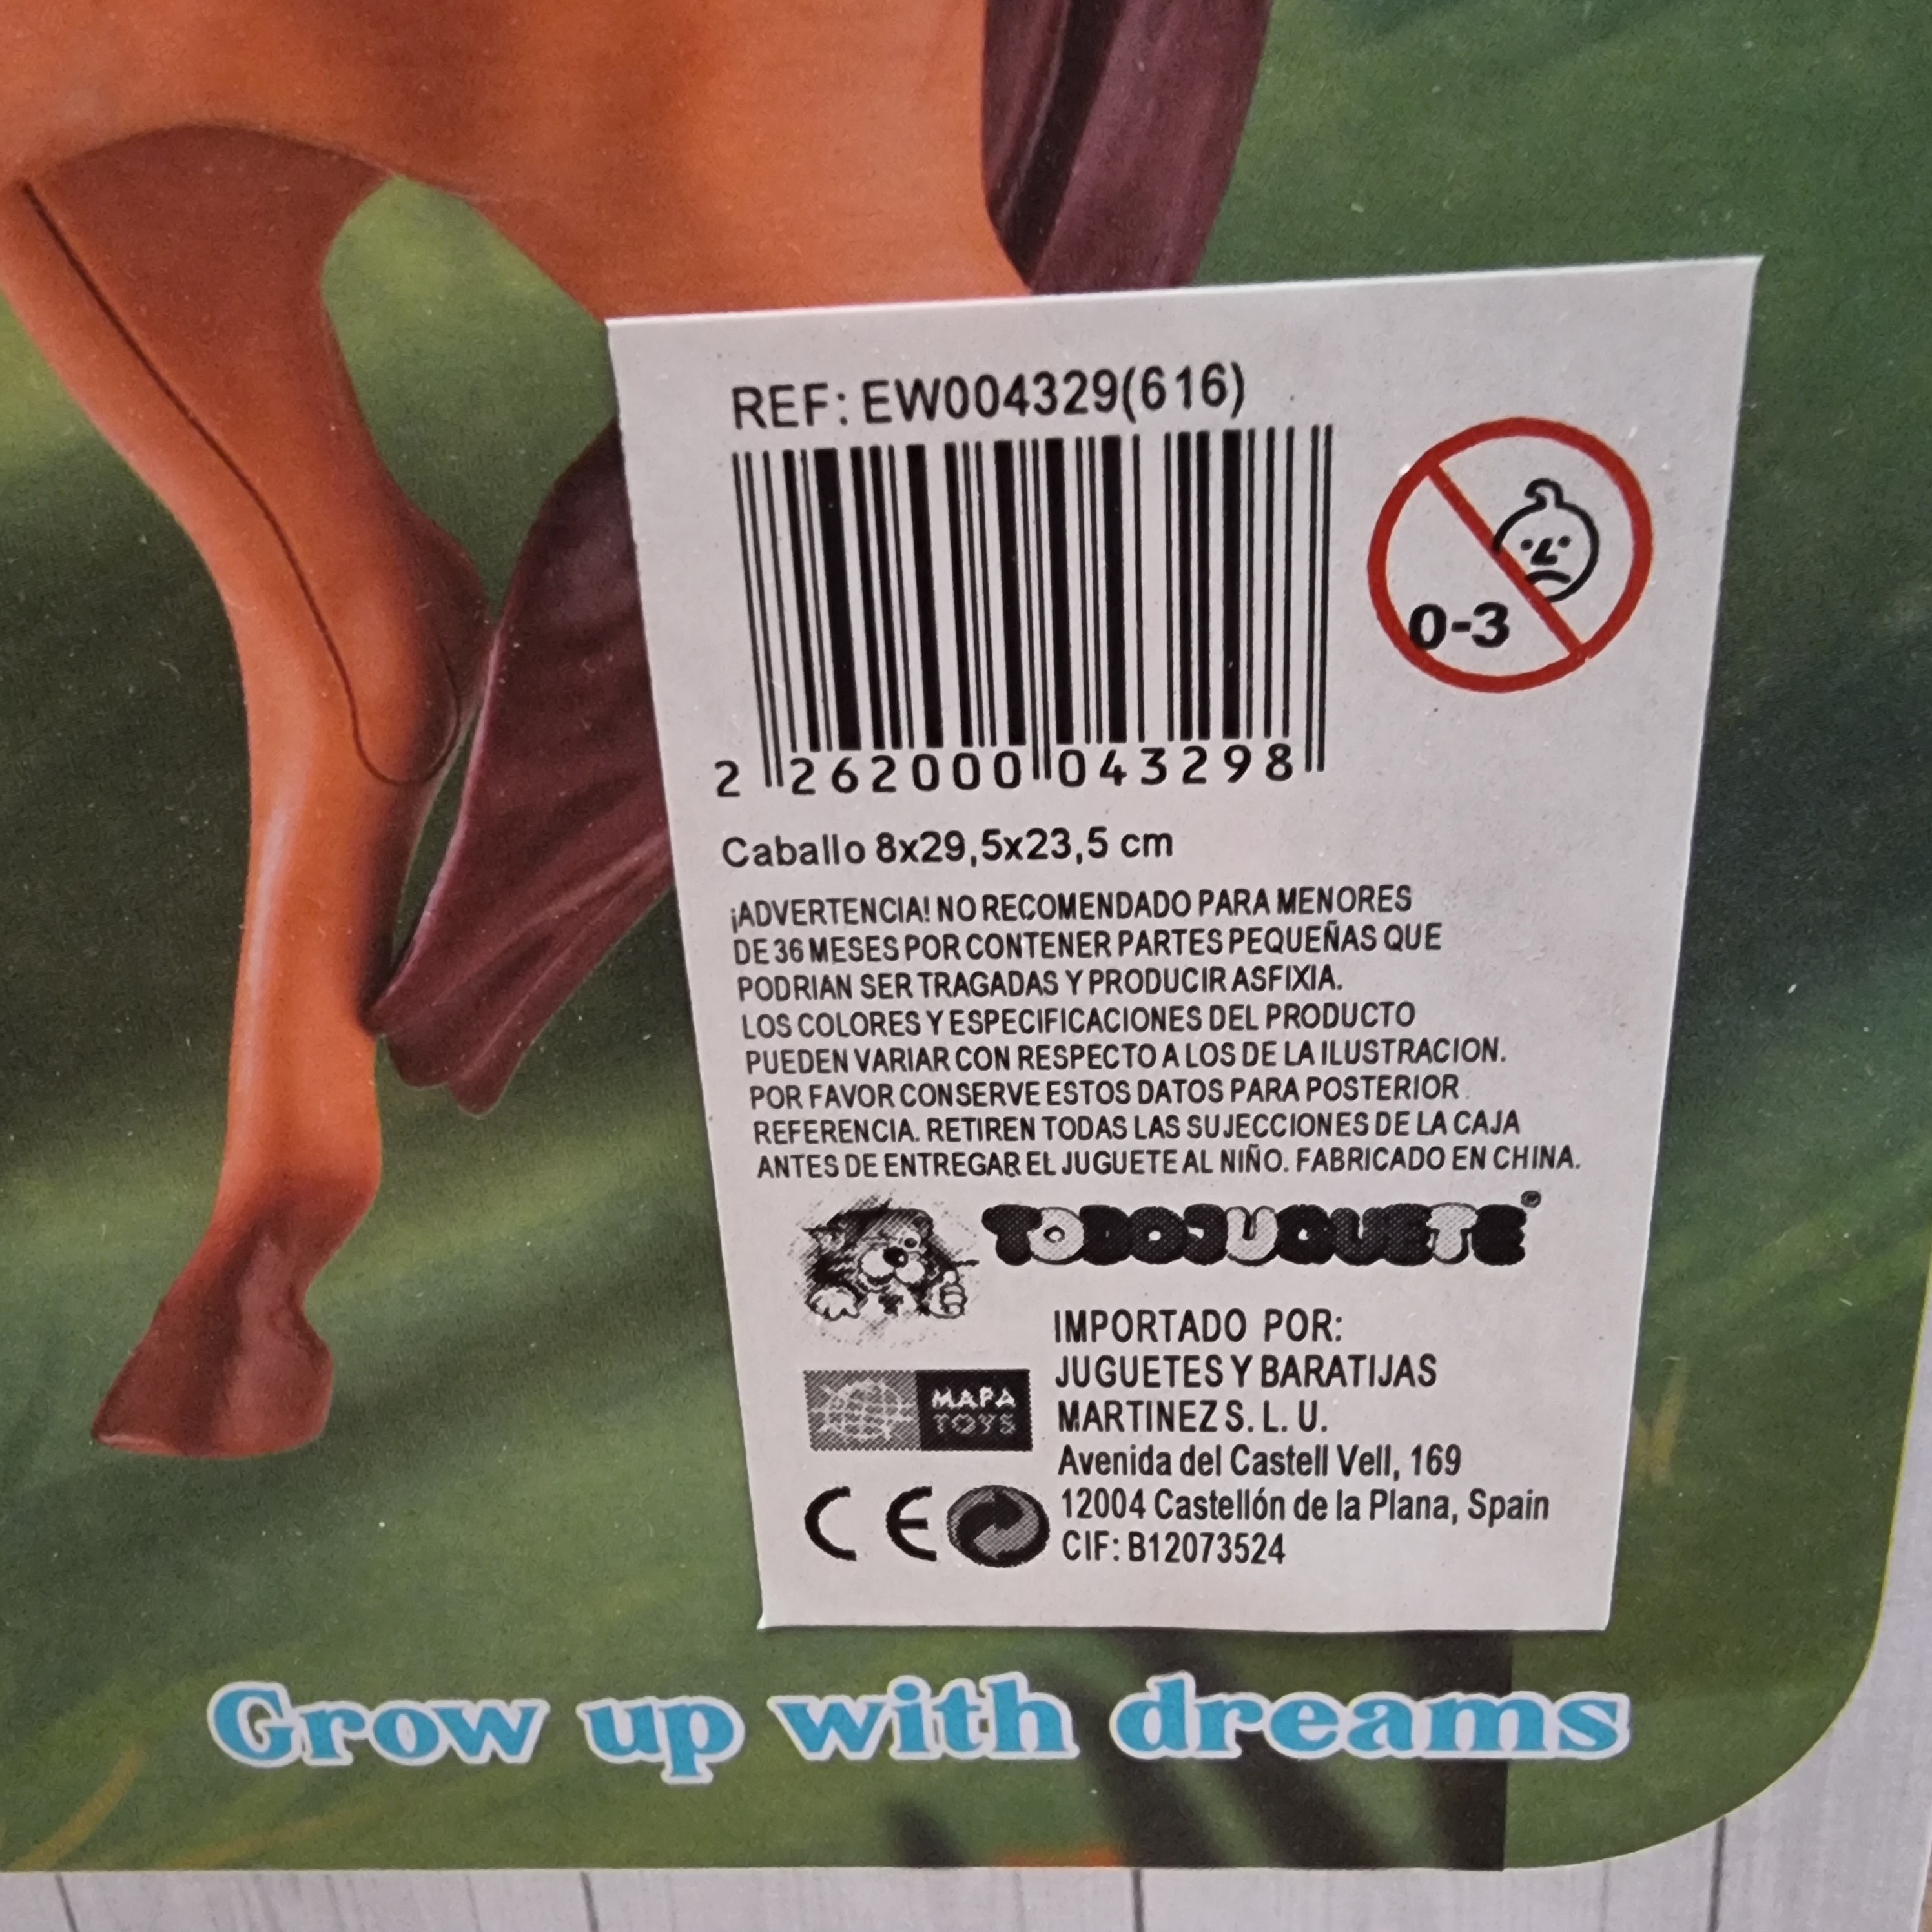 REF: EW004329(616)
0-3
2 262000 043298
Caballo 8x29,5x23,5 cm
¡ADVERTENCIA! NO RECOMENDADO PARA MENORES
DE 36 MESES POR CONTENER PARTES PEQUEÑAS QUE
PODRIAN SER TRAGADAS Y PRODUCIR ASFIXIA.
LOS COLORES Y ESPECIFICACIONES DEL PRODUCTO
PUEDEN VARIAR CON RESPECTO A LOS DE LA ILUSTRACION.
POR FAVOR CONSERVE ESTOS DATOS PARA POSTERIOR
REFERENCIA. RETIREN TODAS LAS SUJECCIONES DE LA CAJA
ANTES DE ENTREGAR EL JUGUETE AL NIÑO. FABRICADO EN CHINA.
TODOJUGUETE®
IMPORTADO POR:
JUGUETES Y BARATIJAS
MARTINEZ S. L. U.
MAPA
TOYS
Avenida del Castell Vell, 169
12004 Castellón de la Plana, Spain
CIF: B12073524
CE
Grow up with dreams